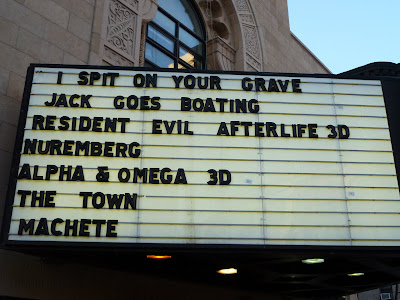 I SPIT ON YOUR GRAVE
JACK GOES BOATING
RESIDENT EVIL AFTERLIFE 3D
NUREMBERG
ALPHA & OMEGA 3D
THE TOWN
MACHETE